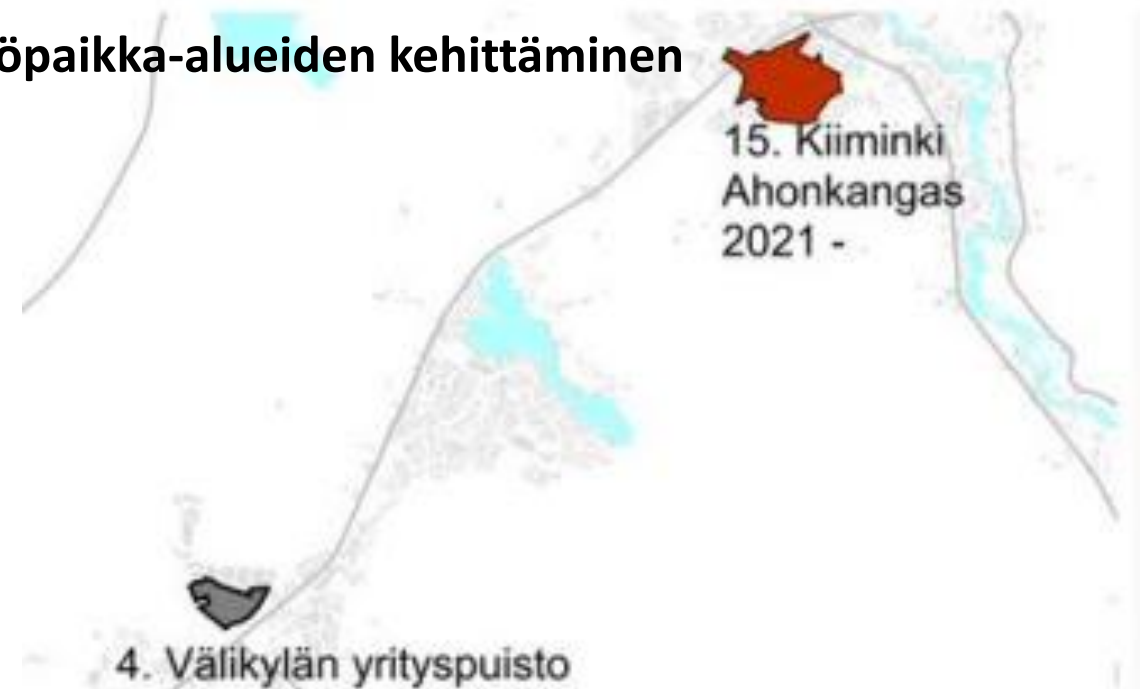 öpaikka-alueiden kehittäminen
15. Kiiminki
Ahonkangas
2021 -
4. Välikylän yrityspuisto